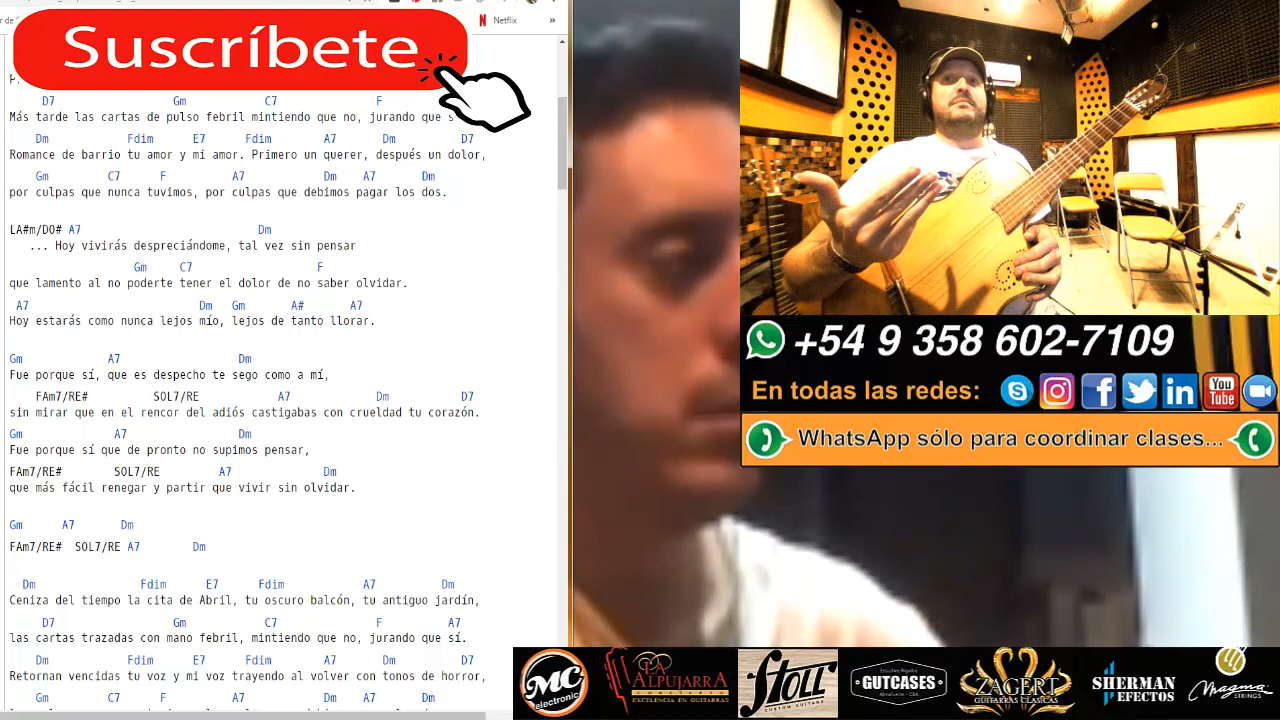 Netflix
»
Suscríbete
D7 Gm C7 F
Más tarde las cartas de pulso febril mintiendo que no, jurando que
Dm Fdim E7 Fdim A7 Dm D7
Romance de barrio tu amor y mi amor. Primero un querer, después un dolor,
Gm C7 F A7 Dm A7 Dm
por culpas que nunca tuvimos, por culpas que debimos pagar los dos.
LA#m/DO# A7 Dm
... Hoy vivirás despreciándome, tal vez sin pensar
Gm C7 F
que lamento al no poderte tener el dolor de no saber olvidar.
A7 Dm Gm A# A7
Hoy estarás como nunca lejos mío, lejos de tanto llorar.
Gm A7 Dm
Fue porque sí, que es despecho te sego como a mí,
FAm7/RE# SOL7/RE A7 Dm D7
sin mirar que en el rencor del adiós castigabas con crueldad tu corazón.
Gm A7 Dm
Fue porque sí que de pronto no supimos pensar,
FAm7/RE# SOL7/RE A7 Dm
que más fácil renegar y partir que vivir sin olvidar.
Gm A7 Dm
FAm7/RE# SOL7/RE A7 Dm
Dm Fdim E7 Fdim A7 Dm
Ceniza del tiempo la cita de Abril, tu oscuro balcón, tu antiguo jardín,
D7 Gm C7 F A7
las cartas trazadas con mano febril, mintiendo que no, jurando que sí.
Dm Fdim E7 Fdim A7 Dm D7
Retornan vencidas tu voz y mi voz trayendo al volver con tonos de horror,
Gm C7 F A7 Dm A7 Dm
+54 9 358 602-7109
En todas las redes:
You
Tube
WhatsApp sólo para coordinar clases...
MC
electronic
LA
ALPUJARRA
CONCIERTO
EXCELENCIA EN GUITARRAS
STOLL
CUSTOM GUITARS
Estuches Rígidos
GUTCASES
Almafuerte - CBA.
ZAGERT
GUITARRAS CLASICAS
SHERMAN
EFECTOS
Magma
STRINGS